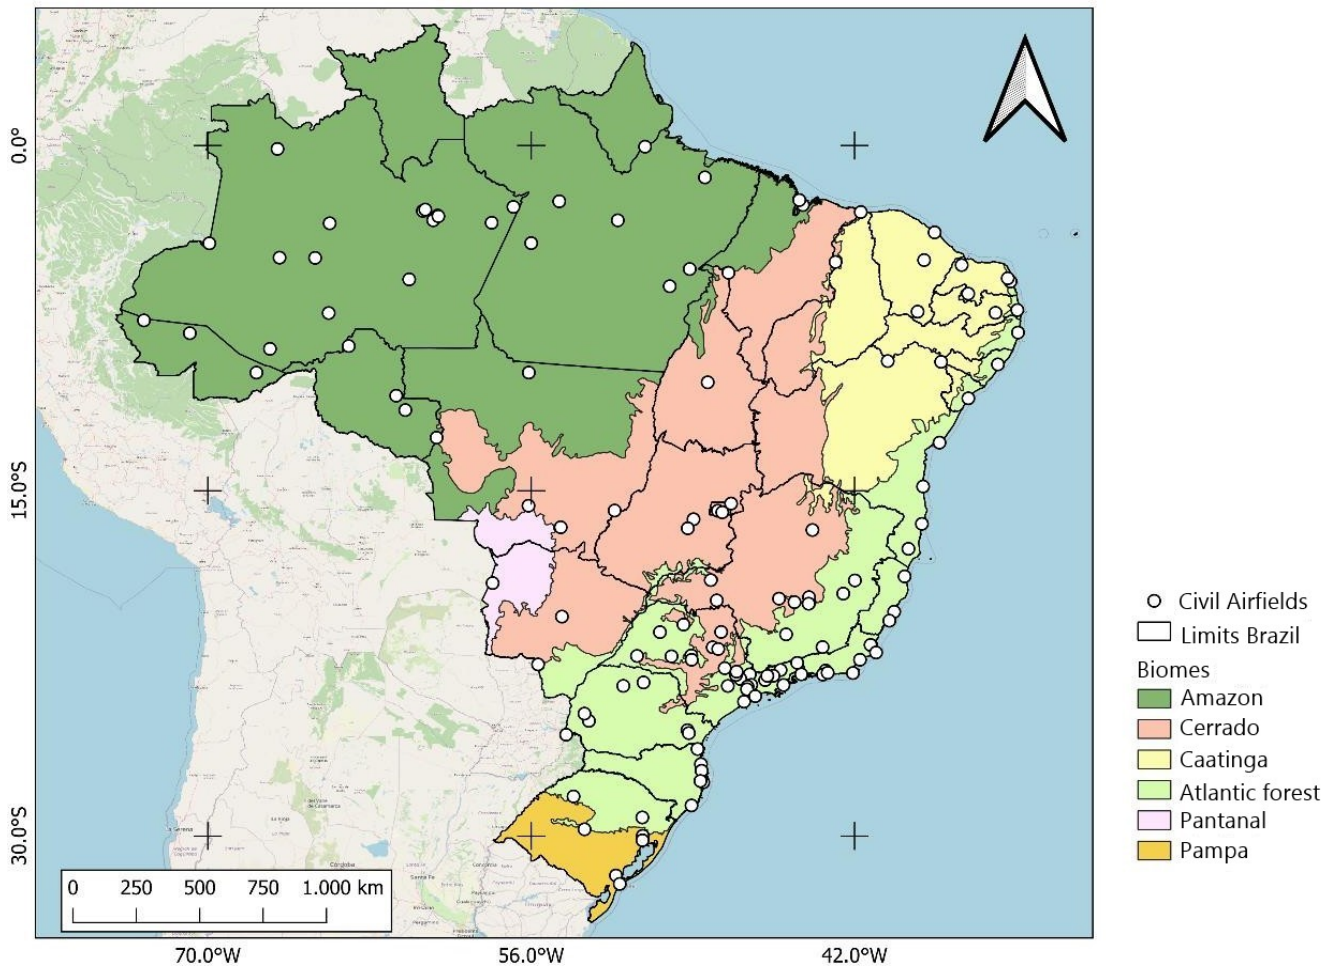 0.0°
15.0°S
30.0°S
70.0°W
56.0°W
42.0°W
0 250 500 750 1.000 km
Civil Airfields
Limits Brazil
Biomes
Amazon
Cerrado
Caatinga
Atlantic forest
Pantanal
Pampa